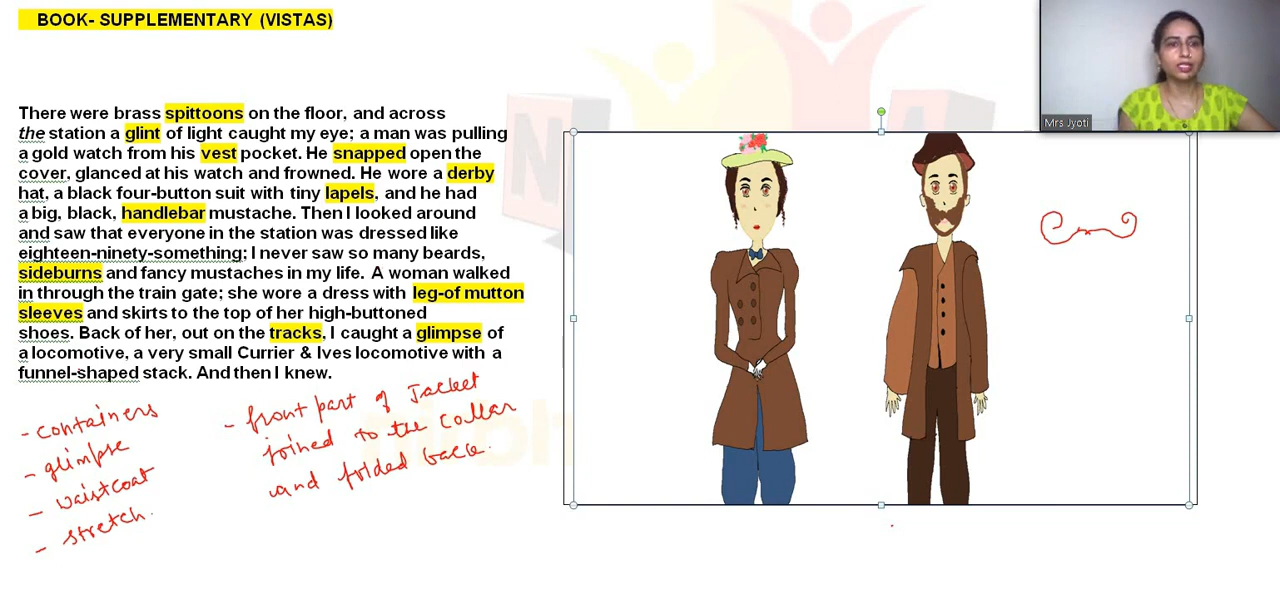 BOOK- SUPPLEMENTARY (VISTAS)
There were brass spittoons on the floor, and across
the station a glint of light caught my eye; a man was pulling
a gold watch from his vest pocket. He snapped open the
cover, glanced at his watch and frowned. He wore a derby
hat, a black four-button suit with tiny lapels, and he had
a big, black, handlebar mustache. Then I looked around
and saw that everyone in the station was dressed like
eighteen-ninety-something; I never saw so many beards,
sideburns and fancy mustaches in my life. A woman walked
in through the train gate; she wore a dress with leg-of mutton
sleeves and skirts to the top of her high-buttoned
shoes. Back of her, out on the tracks, I caught a glimpse of
a locomotive, a very small Currier & Ives locomotive with a
funnel-shaped stack. And then I knew.
- containers
- glimpse
- waistcoat
- stretch.
- front part of Jacket
joined to the collar
and folded back.
Mrs Jyoti